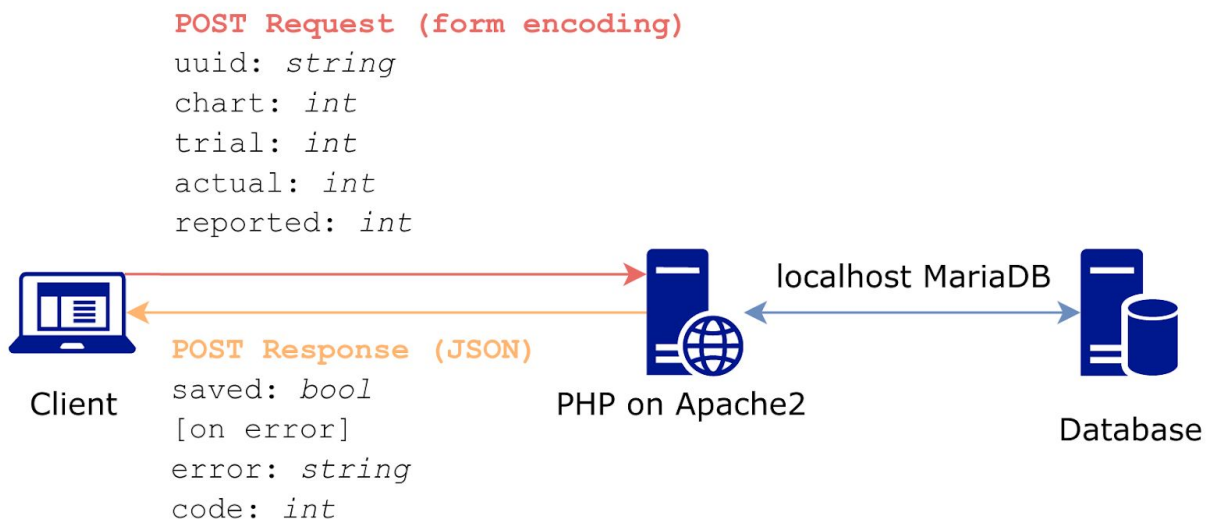 POST Request (form encoding)
uuid: string
chart: int
trial: int
actual: int
reported: int
localhost MariaDB
POST Response (JSON)
saved: bool
[on error]
error: string
code: int
Client
PHP on Apache2
Database